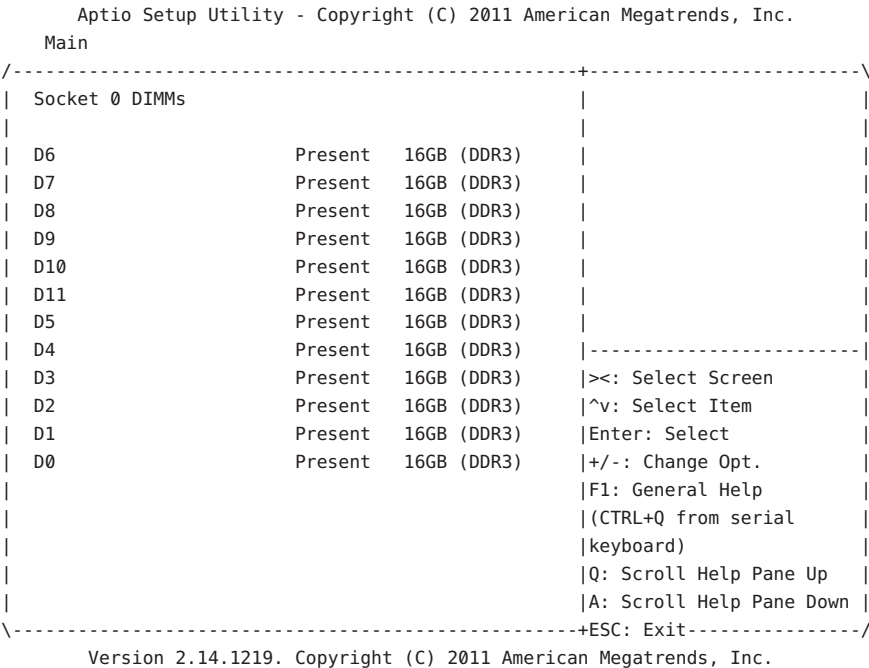 Aptio Setup Utility - Copyright (C) 2011 American Megatrends, Inc.
Main
/----------------------------------------------------+-------------------------\
| Socket 0 DIMMs | |
| | |
| D6 Present 16GB (DDR3) | |
| D7 Present 16GB (DDR3) | |
| D8 Present 16GB (DDR3) | |
| D9 Present 16GB (DDR3) | |
| D10 Present 16GB (DDR3) | |
| D11 Present 16GB (DDR3) | |
| D5 Present 16GB (DDR3) | |
| D4 Present 16GB (DDR3) |-------------------------|
| D3 Present 16GB (DDR3) |><: Select Screen |
| D2 Present 16GB (DDR3) |^v: Select Item |
| D1 Present 16GB (DDR3) |Enter: Select |
| D0 Present 16GB (DDR3) |+/-: Change Opt. |
| |F1: General Help |
| |(CTRL+Q from serial |
| |keyboard) |
| |Q: Scroll Help Pane Up |
| |A: Scroll Help Pane Down |
\----------------------------------------------------+ESC: Exit----------------/
Version 2.14.1219. Copyright (C) 2011 American Megatrends, Inc.